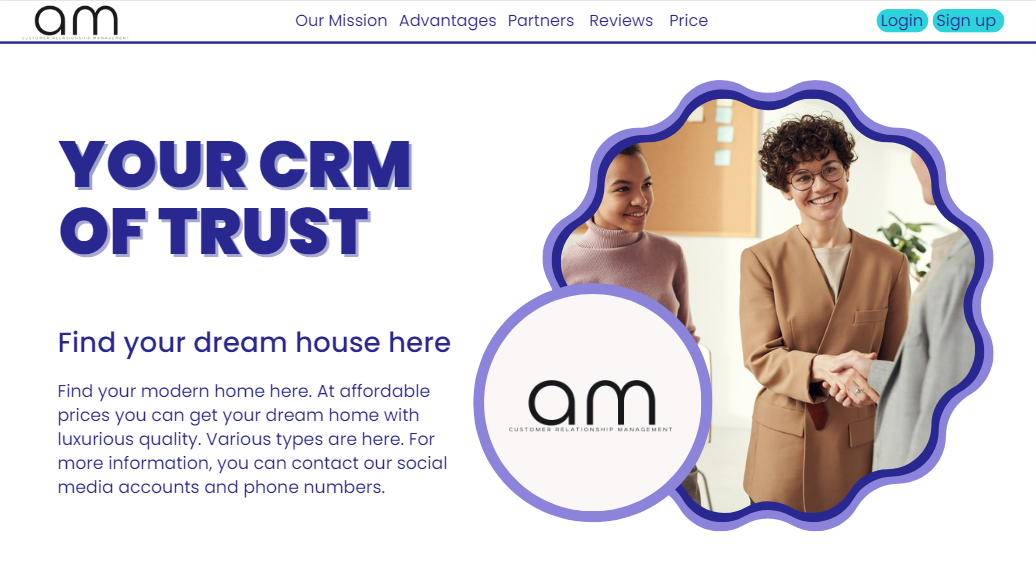 am
CUSTOMER RELATIONSHIP MANAGEMENT
Our Mission Advantages Partners Reviews Price
Login Sign up
YOUR CRM
OF TRUST
Find your dream house here
Find your modern home here. At affordable
prices you can get your dream home with
luxurious quality. Various types are here. For
more information, you can contact our social
media accounts and phone numbers.
am
CUSTOMER RELATIONSHIP MANAGEMENT